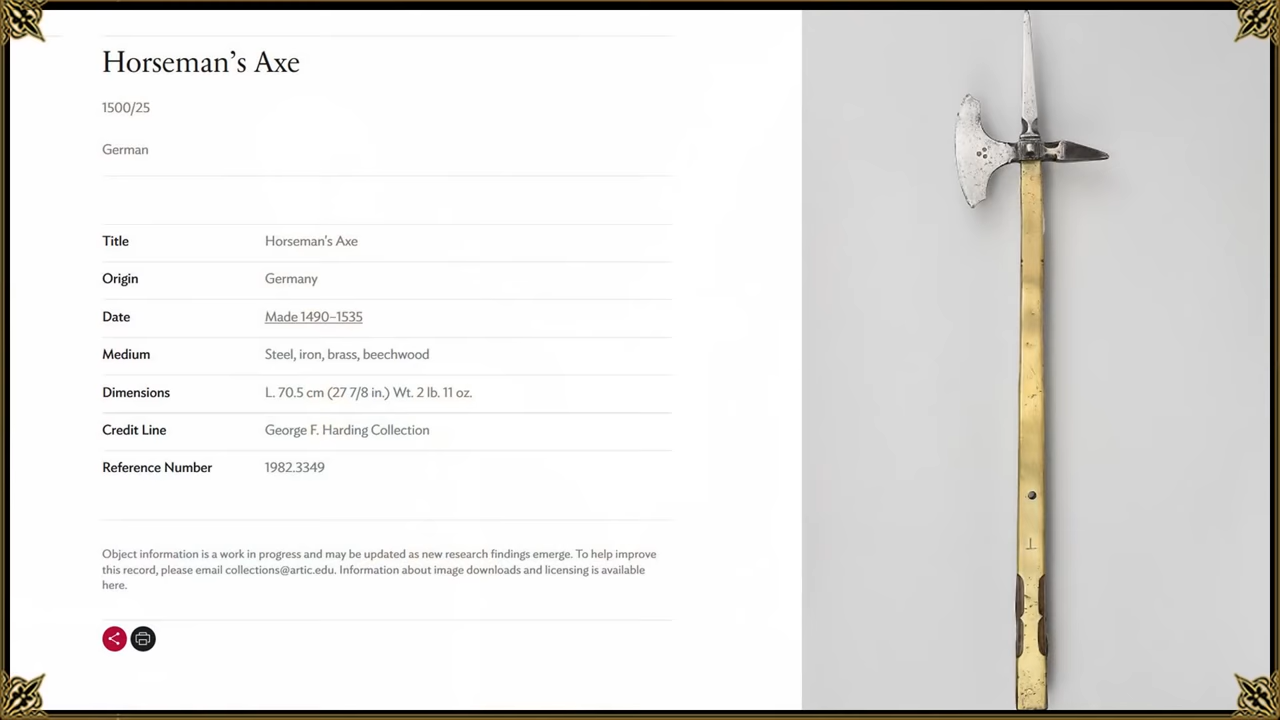 Horseman’s Axe
1500/25
German
Title Horseman’s Axe
Origin Germany
Date Made 1490–1535
Medium Steel, iron, brass, beechwood
Dimensions L. 70.5 cm (27 7/8 in.) Wt. 2 lb. 11 oz.
Credit Line George F. Harding Collection
Reference Number 1982.3349
Object information is a work in progress and may be updated as new research findings emerge. To help improve
this record, please email collections@artic.edu. Information about image downloads and licensing is available
here.